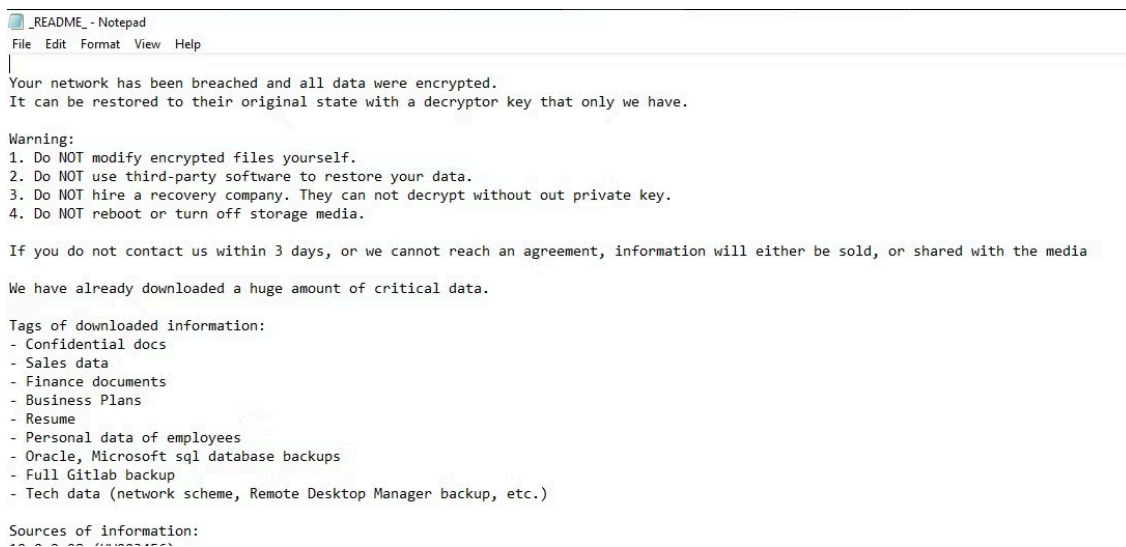 _README_ - Notepad
File Edit Format View Help
Your network has been breached and all data were encrypted.
It can be restored to their original state with a decryptor key that only we have.
Warning:
1. Do NOT modify encrypted files yourself.
2. Do NOT use third-party software to restore your data.
3. Do NOT hire a recovery company. They can not decrypt without out private key.
4. Do NOT reboot or turn off storage media.
If you do not contact us within 3 days, or we cannot reach an agreement, information will either be sold, or shared with the media
We have already downloaded a huge amount of critical data.
Tags of downloaded information:
- Confidential docs
- Sales data
- Finance documents
- Business Plans
- Resume
- Personal data of employees
- Oracle, Microsoft sql database backups
- Full Gitlab backup
- Tech data (network scheme, Remote Desktop Manager backup, etc.)
Sources of information: